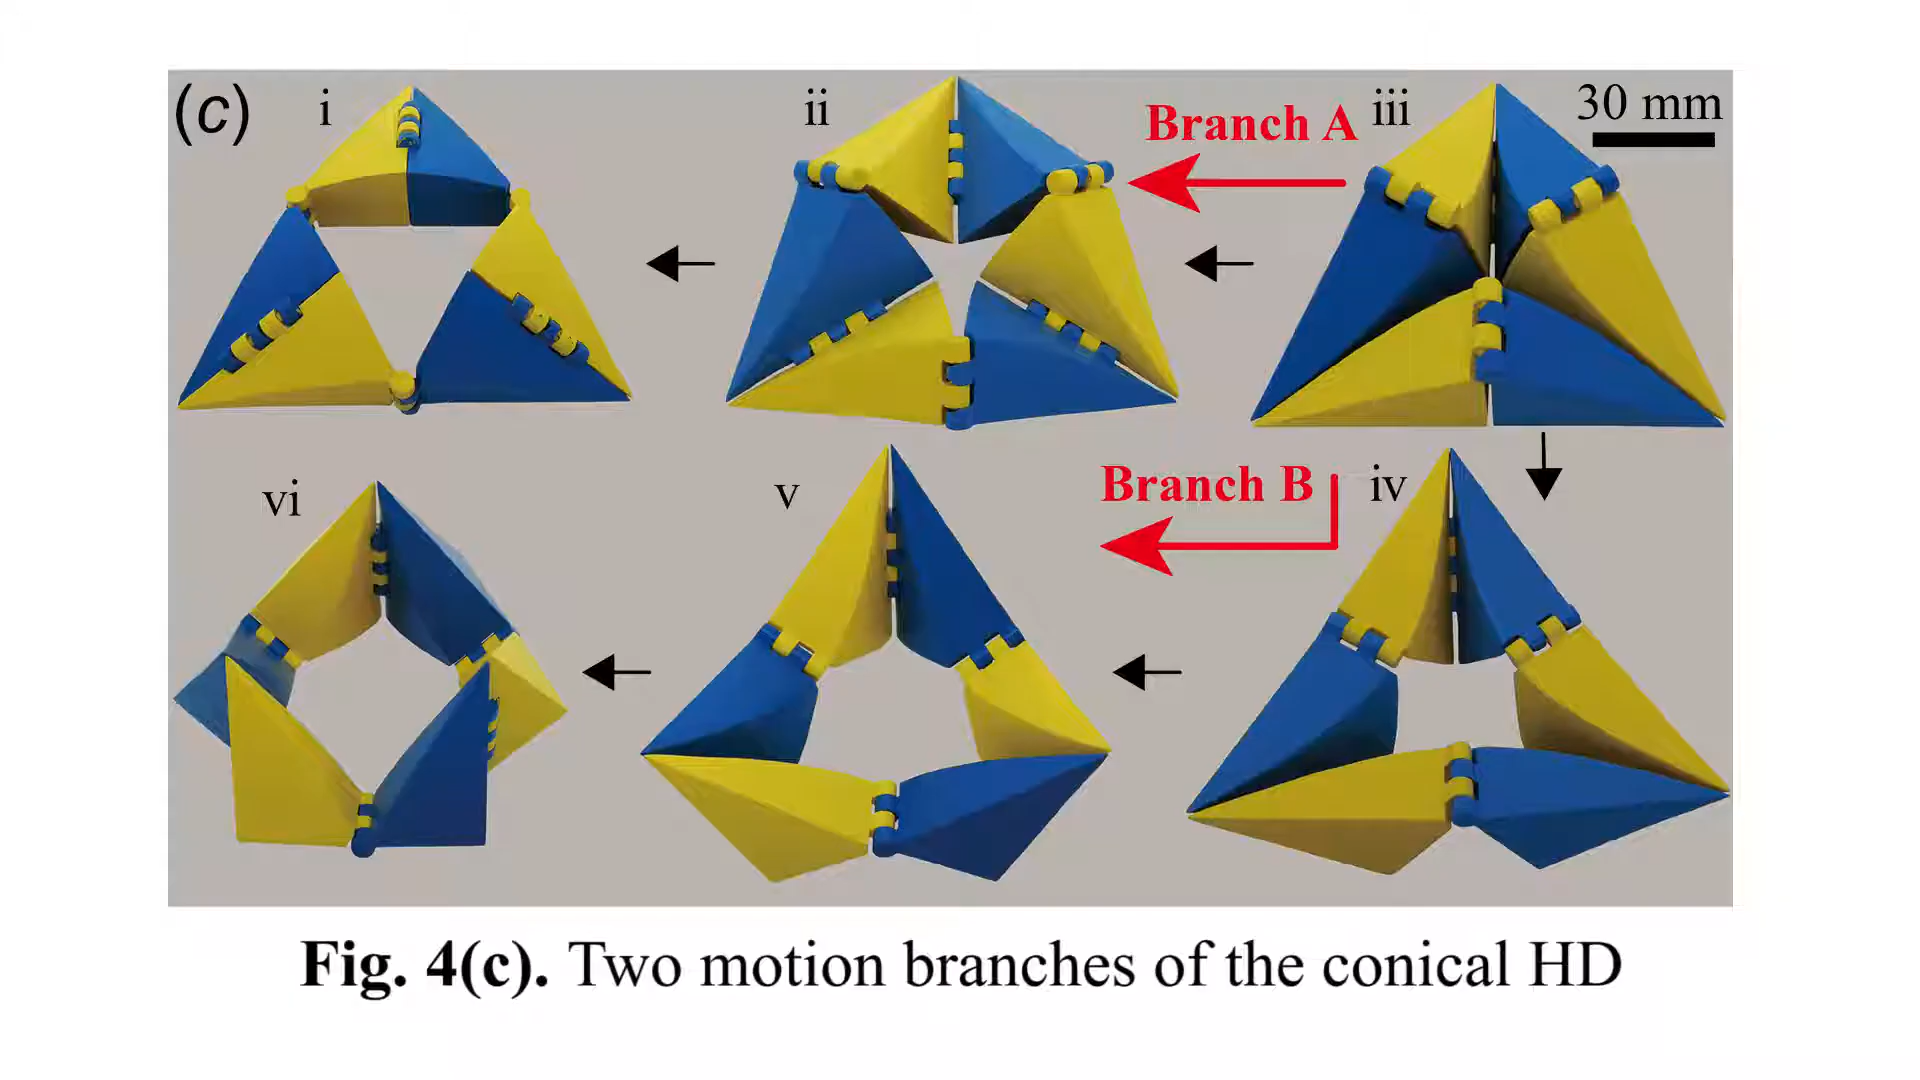 (c) i ii Branch A iii 30 mm
vi v Branch B iv
Fig. 4(c). Two motion branches of the conical HD